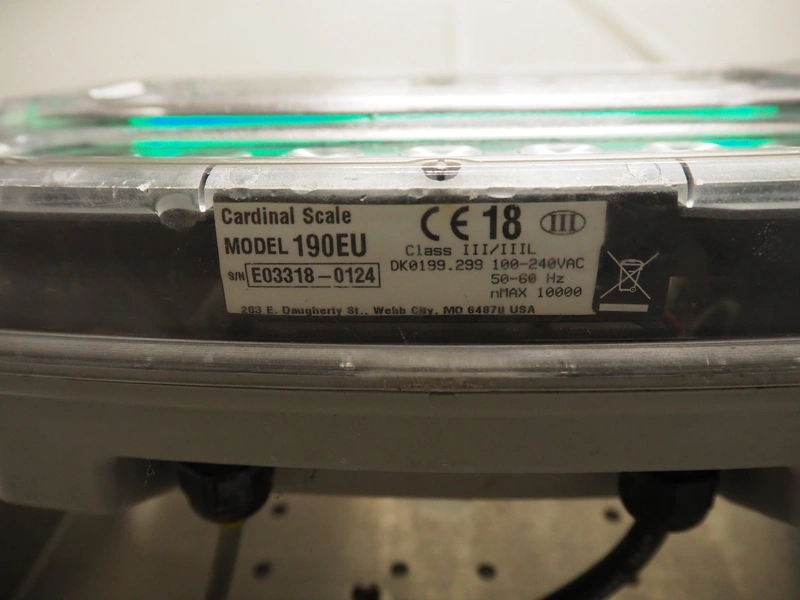 Cardinal Scale
CE 18 III
MODEL 190EU
Class III/IIIL
S/N E03318-0124
DK0199.299 100-240VAC
50-60 Hz
nMAX 10000
203 E. Daugherty St., Webb City, MO 64870 USA